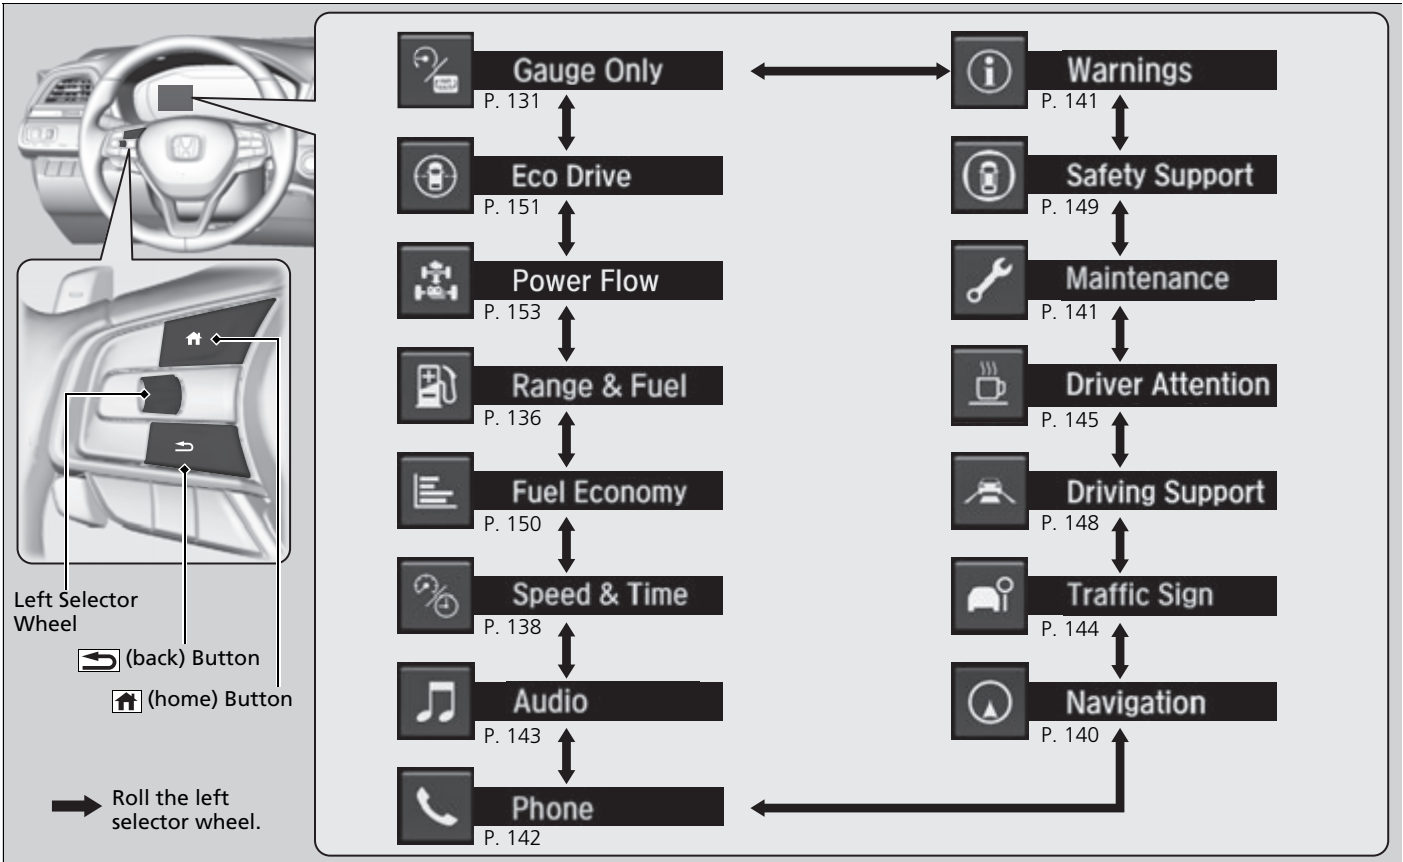 Gauge Only
P. 131
Eco Drive
P. 151
Power Flow
P. 153
Range & Fuel
P. 136
Fuel Economy
P. 150
Speed & Time
P. 138
Audio
P. 143
Phone
P. 142
Warnings
P. 141
Safety Support
P. 149
Maintenance
P. 141
Driver Attention
P. 145
Driving Support
P. 148
Traffic Sign
P. 144
Navigation
P. 140
Left Selector
Wheel
(back) Button
(home) Button
Roll the left
selector wheel.